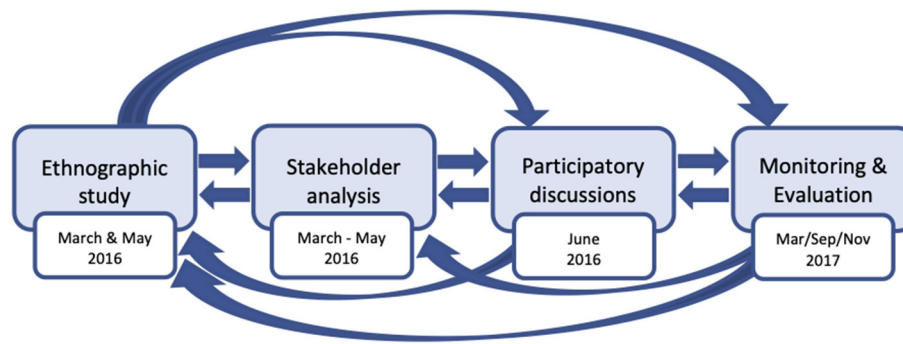 Ethnographic
study
March & May
2016
Stakeholder
analysis
March - May
2016
Participatory
discussions
June
2016
Monitoring &
Evaluation
Mar/Sep/Nov
2017